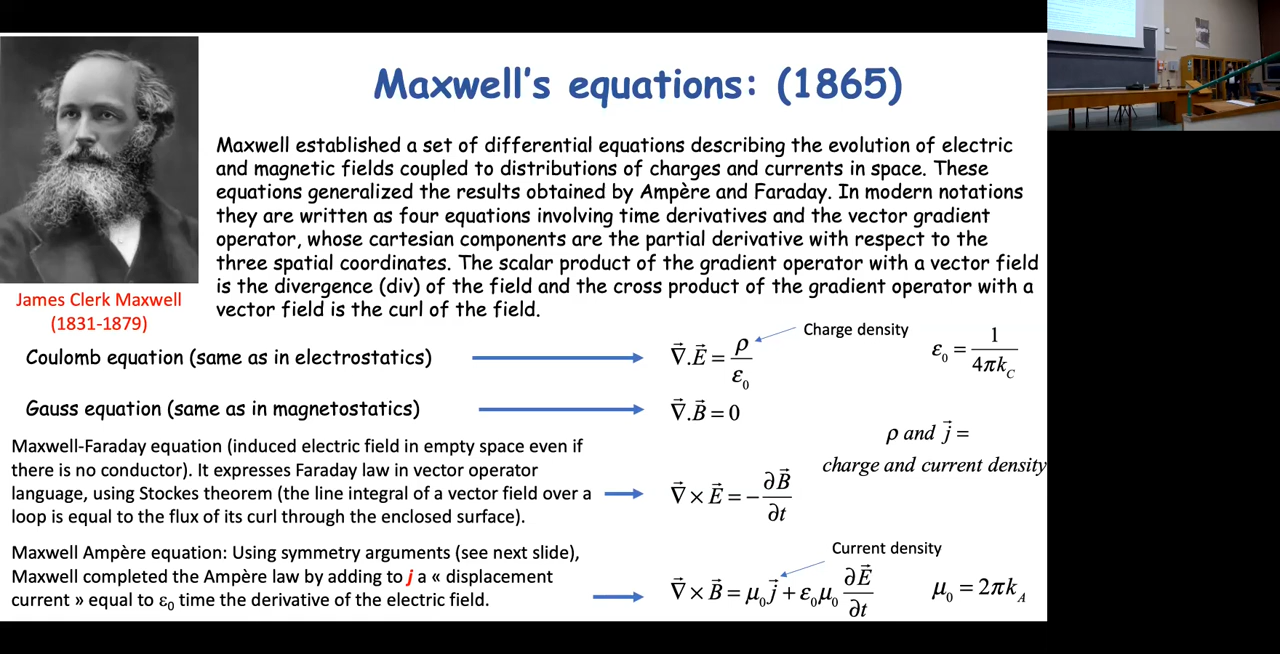 Maxwell's equations: (1865)
Maxwell established a set of differential equations describing the evolution of electric
and magnetic fields coupled to distributions of charges and currents in space. These
equations generalized the results obtained by Ampère and Faraday. In modern notations
they are written as four equations involving time derivatives and the vector gradient
operator, whose cartesian components are the partial derivative with respect to the
three spatial coordinates. The scalar product of the gradient operator with a vector field
is the divergence (div) of the field and the cross product of the gradient operator with a
vector field is the curl of the field.
James Clerk Maxwell
(1831-1879)
Coulomb equation (same as in electrostatics)
∇⃗.E⃗ = ρ/ε₀
Charge density
ε₀ = 1/(4πk_C)
Gauss equation (same as in magnetostatics)
∇⃗.B⃗ = 0
ρ and j⃗ =
charge and current density
Maxwell-Faraday equation (induced electric field in empty space even if
there is no conductor). It expresses Faraday law in vector operator
language, using Stockes theorem (the line integral of a vector field over a
loop is equal to the flux of its curl through the enclosed surface).
∇⃗ × E⃗ = −∂B⃗/∂t
Maxwell Ampère equation: Using symmetry arguments (see next slide),
Maxwell completed the Ampère law by adding to j a « displacement
current » equal to ε₀ time the derivative of the electric field.
Current density
∇⃗ × B⃗ = μ₀j⃗ + ε₀μ₀ ∂E⃗/∂t
μ₀ = 2πk_A